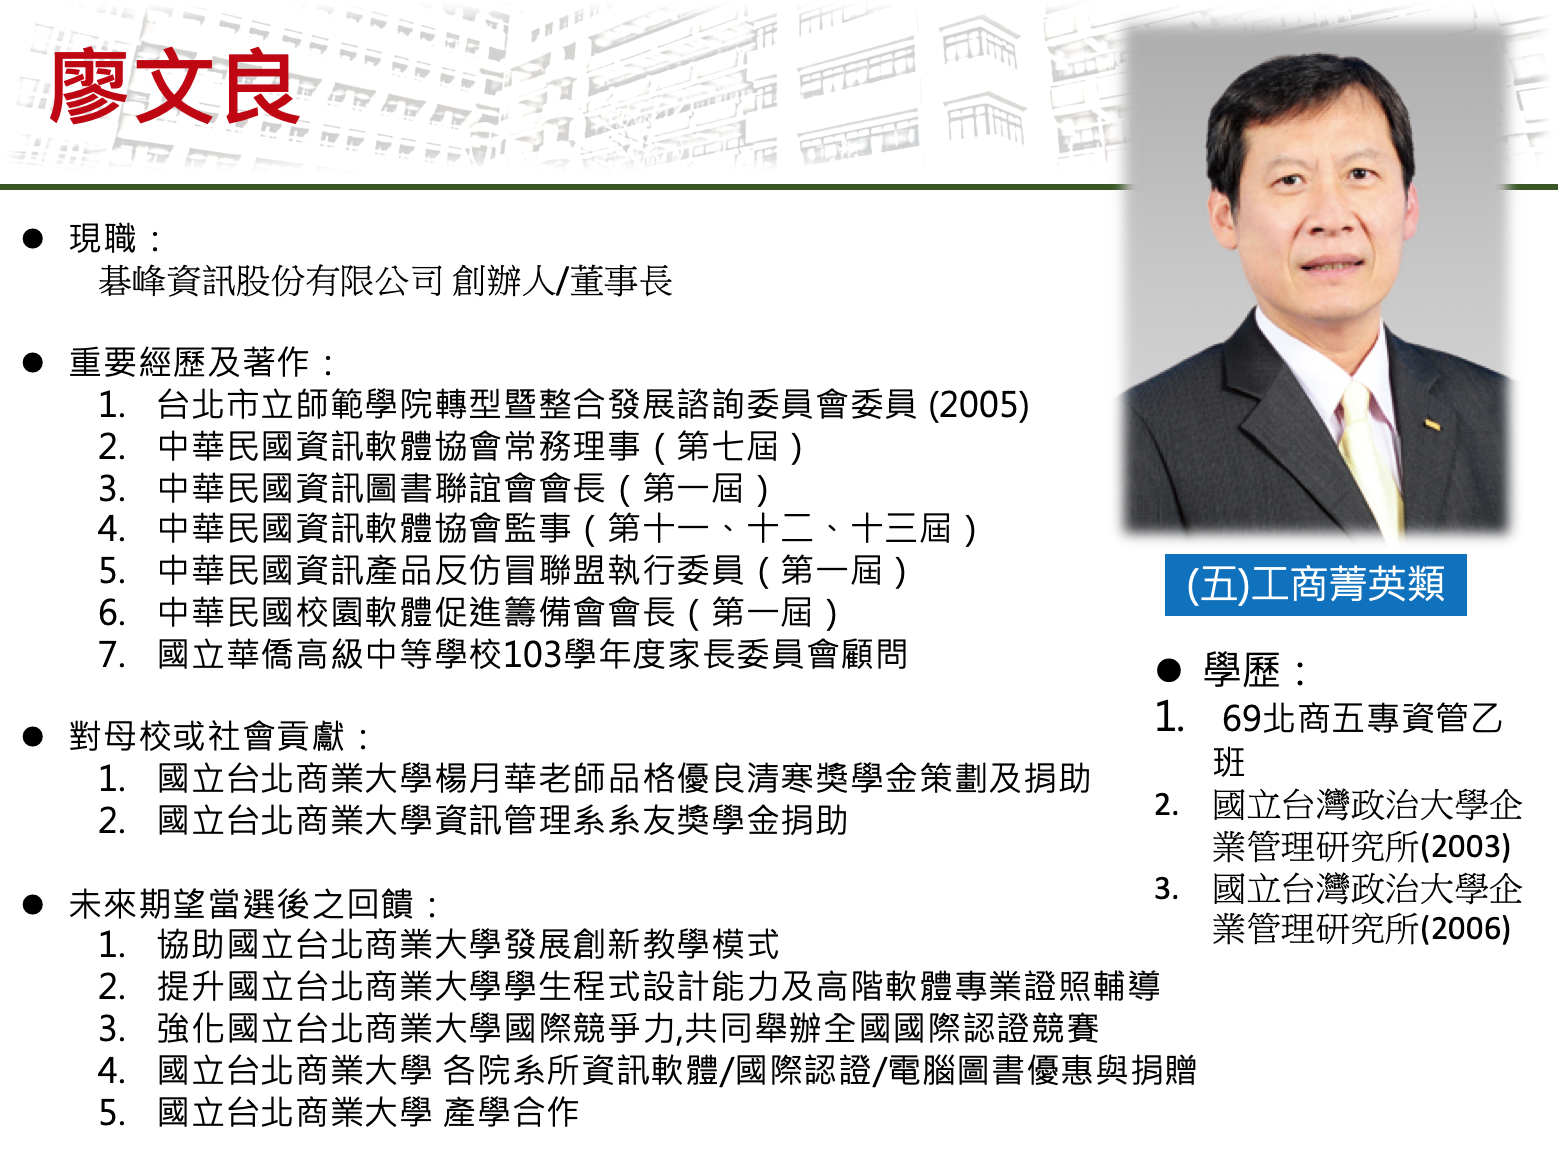 廖文良
● 現職：
碁峰資訊股份有限公司 創辦人/董事長
● 重要經歷及著作：
1. 台北市立師範學院轉型暨整合發展諮詢委員會委員 (2005)
2. 中華民國資訊軟體協會常務理事（第七屆）
3. 中華民國資訊圖書聯誼會會長（第一屆）
4. 中華民國資訊軟體協會監事（第十一、十二、十三屆）
5. 中華民國資訊產品反仿冒聯盟執行委員（第一屆）
6. 中華民國校園軟體促進籌備會會長（第一屆）
7. 國立華僑高級中等學校103學年度家長委員會顧問
● 對母校或社會貢獻：
1. 國立台北商業大學楊月華老師品格優良清寒獎學金策劃及捐助
2. 國立台北商業大學資訊管理系系友獎學金捐助
● 未來期望當選後之回饋：
1. 協助國立台北商業大學發展創新教學模式
2. 提升國立台北商業大學學生程式設計能力及高階軟體專業證照輔導
3. 強化國立台北商業大學國際競爭力,共同舉辦全國國際認證競賽
4. 國立台北商業大學 各院系所資訊軟體/國際認證/電腦圖書優惠與捐贈
5. 國立台北商業大學 產學合作
(五)工商菁英類
● 學歷：
1. 69北商五專資管乙
班
2. 國立台灣政治大學企
業管理研究所(2003)
3. 國立台灣政治大學企
業管理研究所(2006)